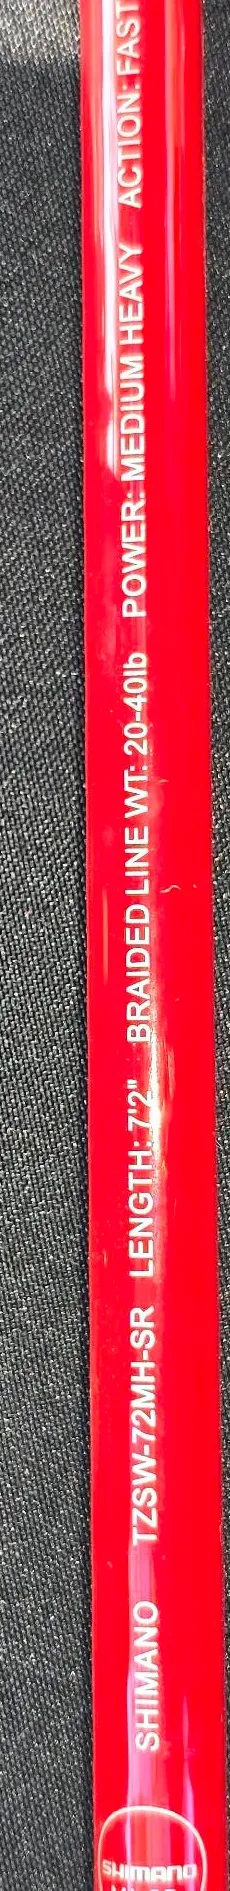 SHIMANO TZSW-72MH-SR LENGTH: 7'2" BRAIDED LINE WT: 20-40lb POWER: MEDIUM HEAVY ACTION: FAST
SHIMANO